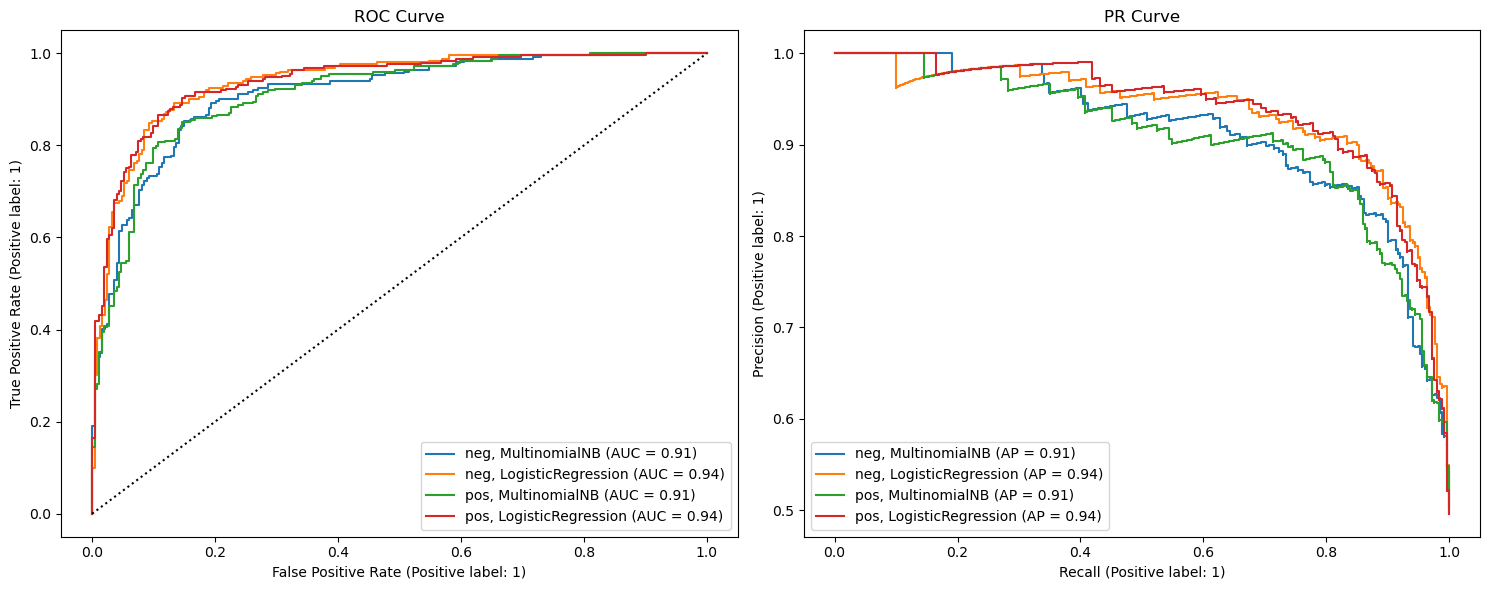 ROC Curve
True Positive Rate (Positive label: 1)
1.0
0.8
0.6
0.4
0.2
0.0
neg, MultinomialNB (AUC = 0.91)
neg, LogisticRegression (AUC = 0.94)
pos, MultinomialNB (AUC = 0.91)
pos, LogisticRegression (AUC = 0.94)
0.0 0.2 0.4 0.6 0.8 1.0
False Positive Rate (Positive label: 1)
PR Curve
Precision (Positive label: 1)
1.0
0.9
0.8
0.7
0.6
0.5
neg, MultinomialNB (AP = 0.91)
neg, LogisticRegression (AP = 0.94)
pos, MultinomialNB (AP = 0.91)
pos, LogisticRegression (AP = 0.94)
0.0 0.2 0.4 0.6 0.8 1.0
Recall (Positive label: 1)